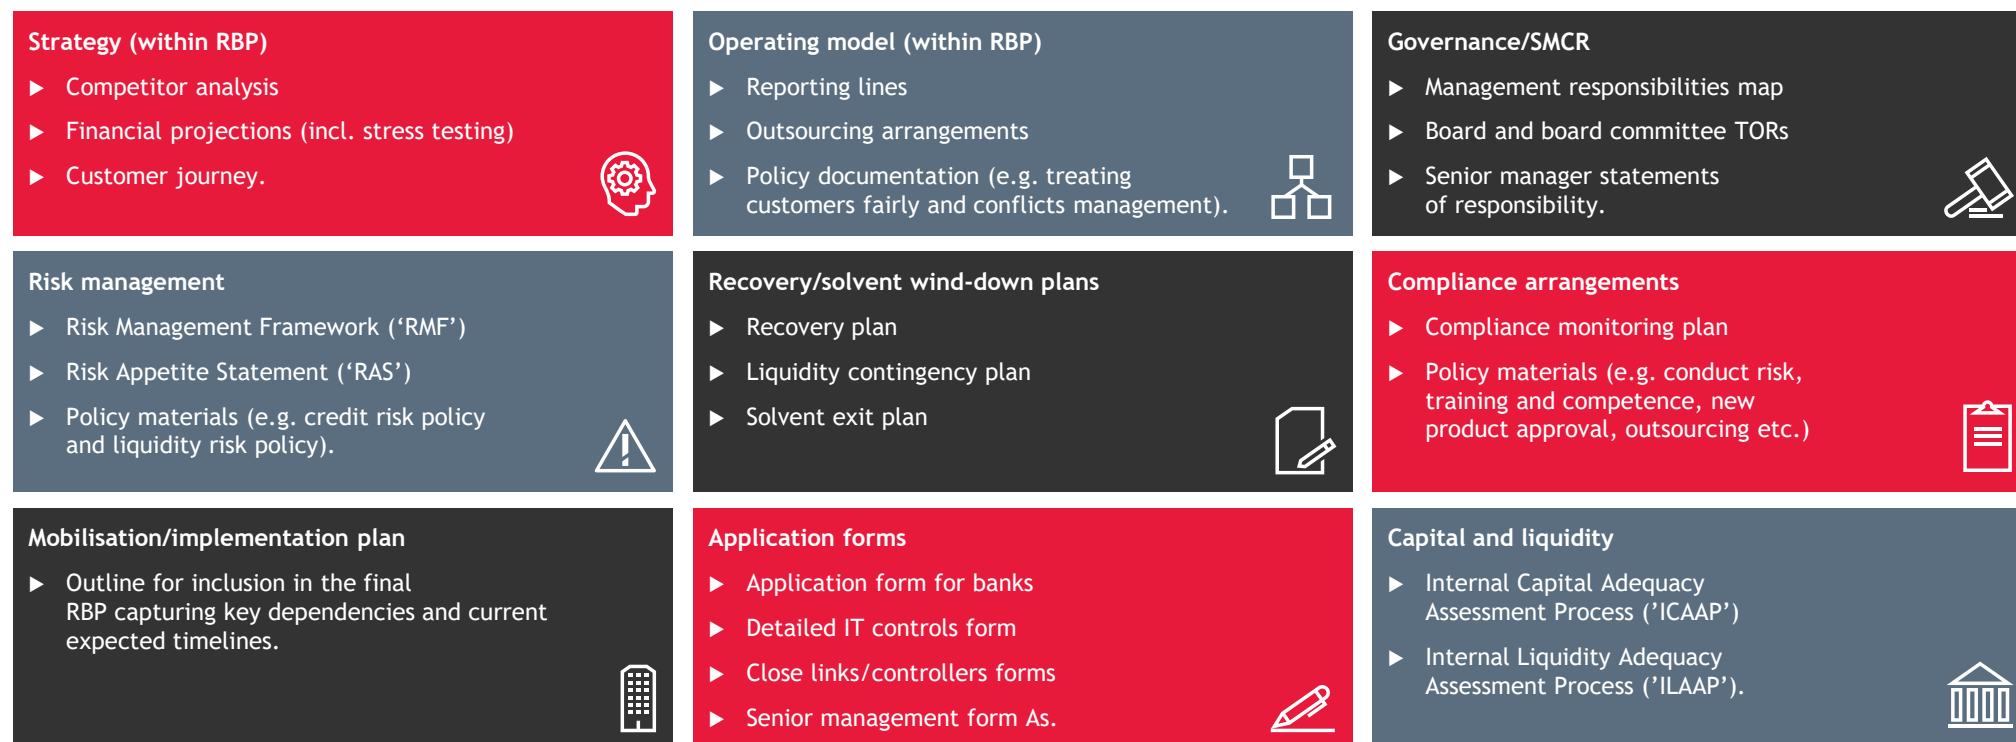 Strategy (within RBP)
▶ Competitor analysis
▶ Financial projections (incl. stress testing)
▶ Customer journey.
Operating model (within RBP)
▶ Reporting lines
▶ Outsourcing arrangements
▶ Policy documentation (e.g. treating
customers fairly and conflicts management).
Governance/SMCR
▶ Management responsibilities map
▶ Board and board committee TORs
▶ Senior manager statements
of responsibility.
Risk management
▶ Risk Management Framework (‘RMF’)
▶ Risk Appetite Statement (‘RAS’)
▶ Policy materials (e.g. credit risk policy
and liquidity risk policy).
Recovery/solvent wind-down plans
▶ Recovery plan
▶ Liquidity contingency plan
▶ Solvent exit plan
Compliance arrangements
▶ Compliance monitoring plan
▶ Policy materials (e.g. conduct risk,
training and competence, new
product approval, outsourcing etc.)
Mobilisation/implementation plan
▶ Outline for inclusion in the final
RBP capturing key dependencies and current
expected timelines.
Application forms
▶ Application form for banks
▶ Detailed IT controls form
▶ Close links/controllers forms
▶ Senior management form As.
Capital and liquidity
▶ Internal Capital Adequacy
Assessment Process (’ICAAP’)
▶ Internal Liquidity Adequacy
Assessment Process (’ILAAP’).